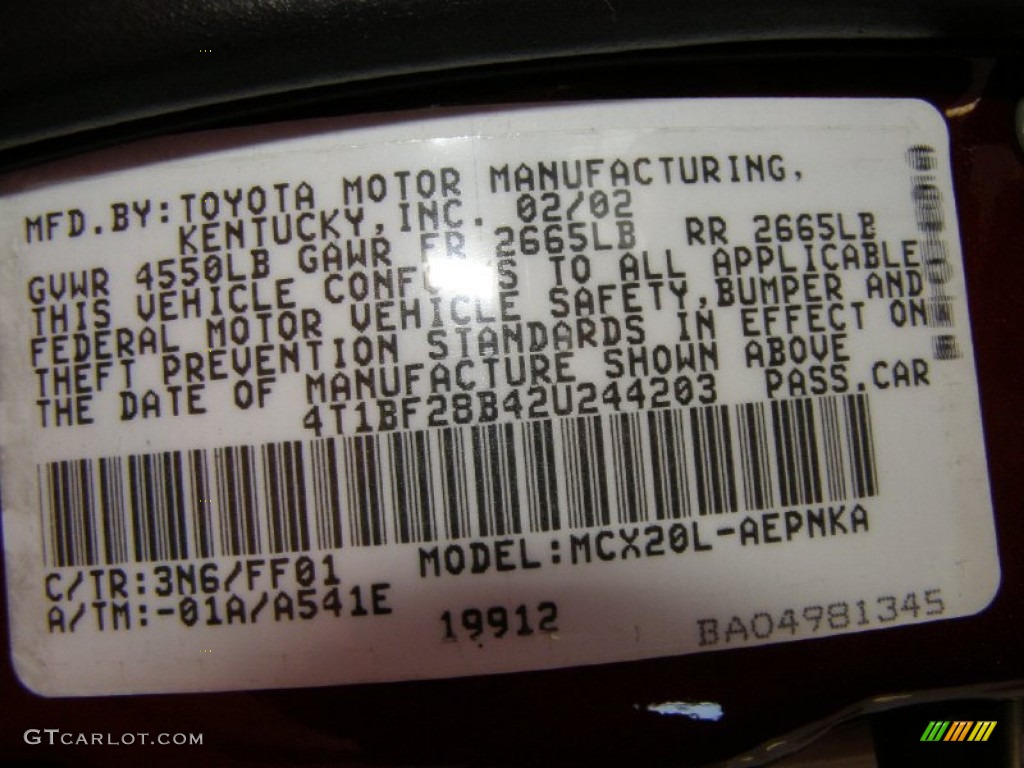 MFD.BY:TOYOTA MOTOR MANUFACTURING,
KENTUCKY,INC. 02/02
GVWR 4550LB GAWR FR 2665LB RR 2665LB
THIS VEHICLE CONF S TO ALL APPLICABLE
FEDERAL MOTOR VEHICLE SAFETY,BUMPER AND
THEFT PREVENTION STANDARDS IN EFFECT ON
THE DATE OF MANUFACTURE SHOWN ABOVE
4T1BF28B42U244203 PASS.CAR
C/TR:3N6/FF01 MODEL:MCX20L-AEPNKA
A/TM:-01A/A541E
19912 BA04981345
GTCARLOT.COM